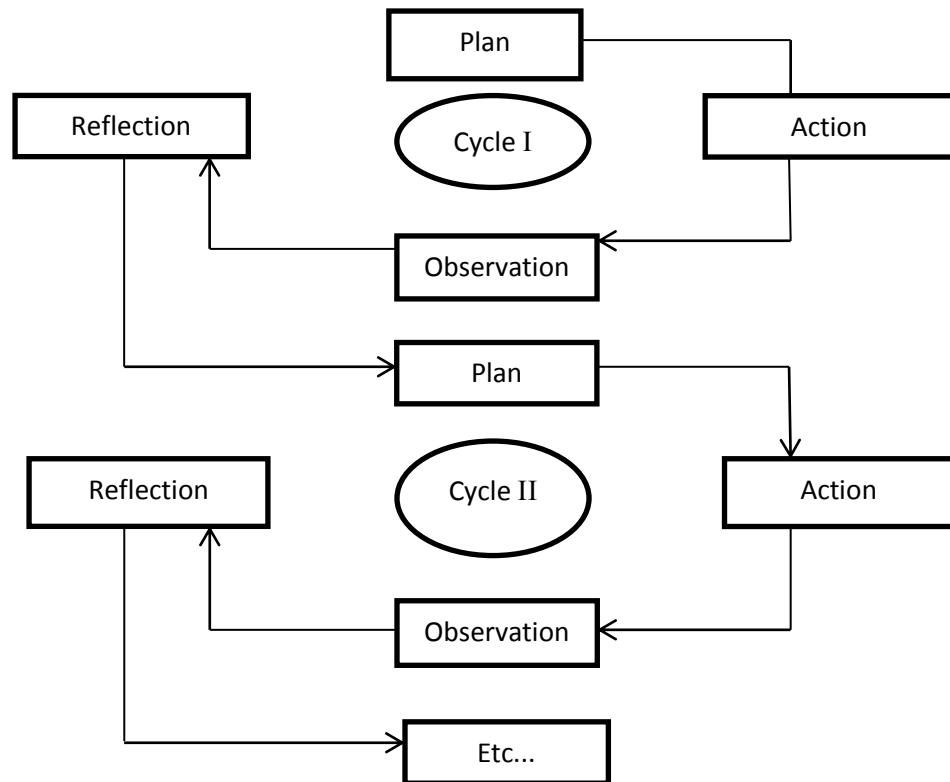 Plan
Reflection
Cycle I
Action
Observation
Plan
Reflection
Cycle II
Action
Observation
Etc...